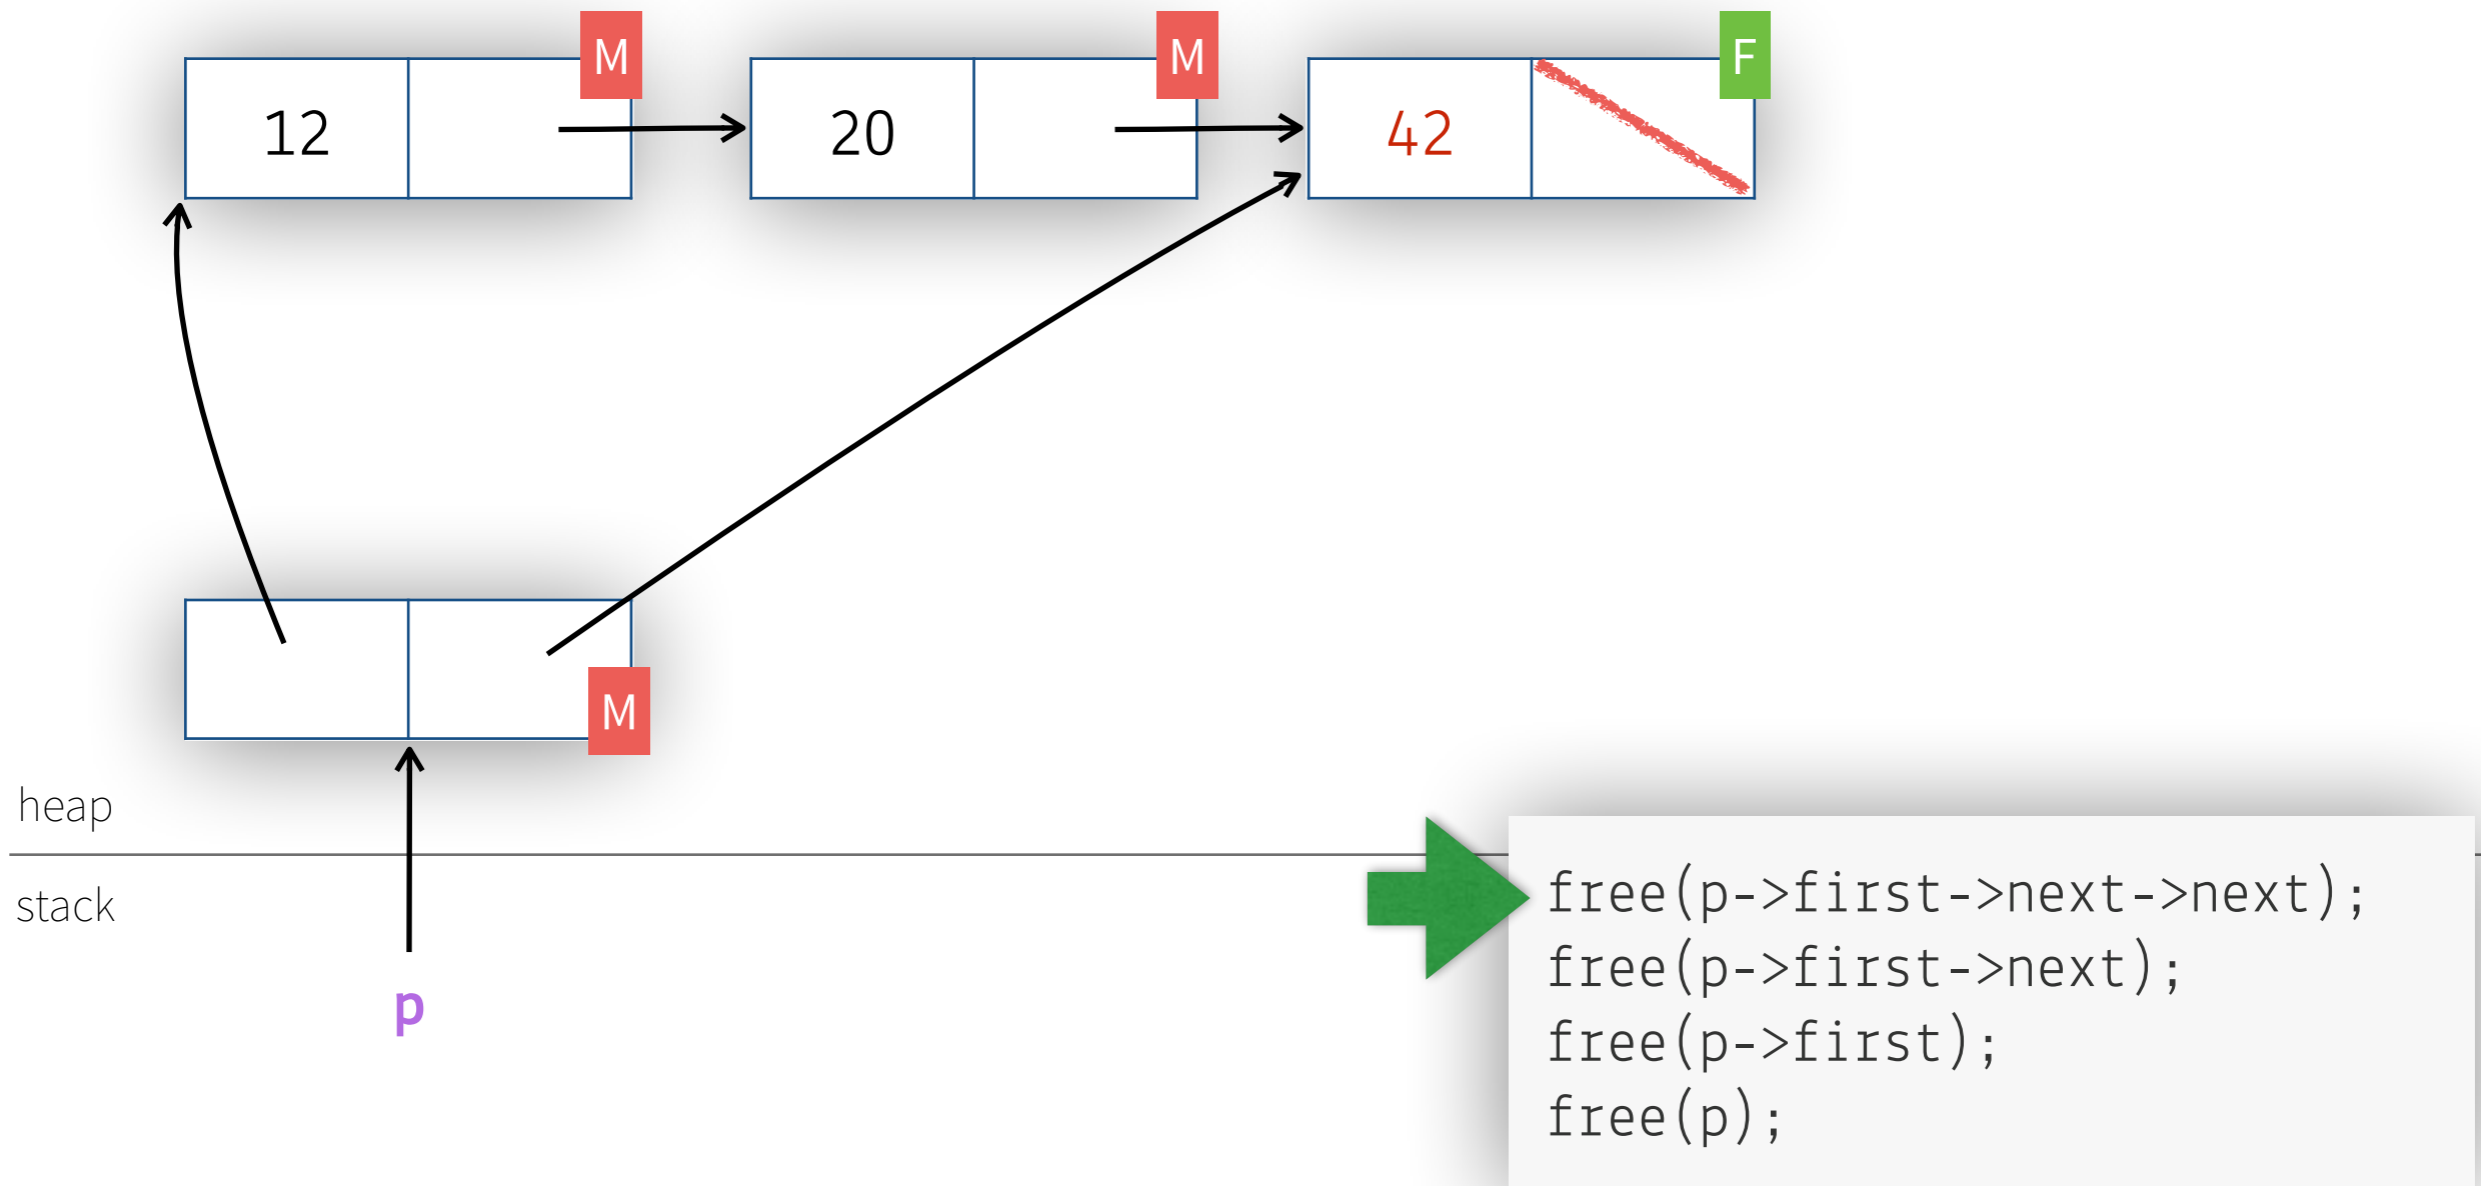 M
M
F
12
20
42
M
heap
stack
p
free(p->first->next->next);
free(p->first->next);
free(p->first);
free(p);